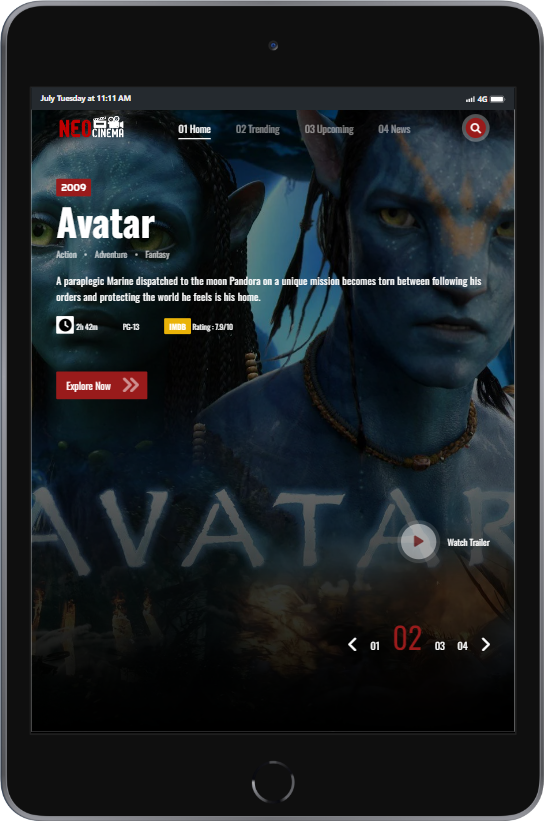 July Tuesday at 11:11 AM
4G
NEO CINEMA
01 Home
02 Trending
03 Upcoming
04 News
2009
Avatar
Action • Adventure • Fantasy
A paraplegic Marine dispatched to the moon Pandora on a unique mission becomes torn between following his
orders and protecting the world he feels is his home.
2h 42m
PG-13
IMDB Rating : 7.9/10
Explore Now
AVATAR
Watch Trailer
01 02 03 04